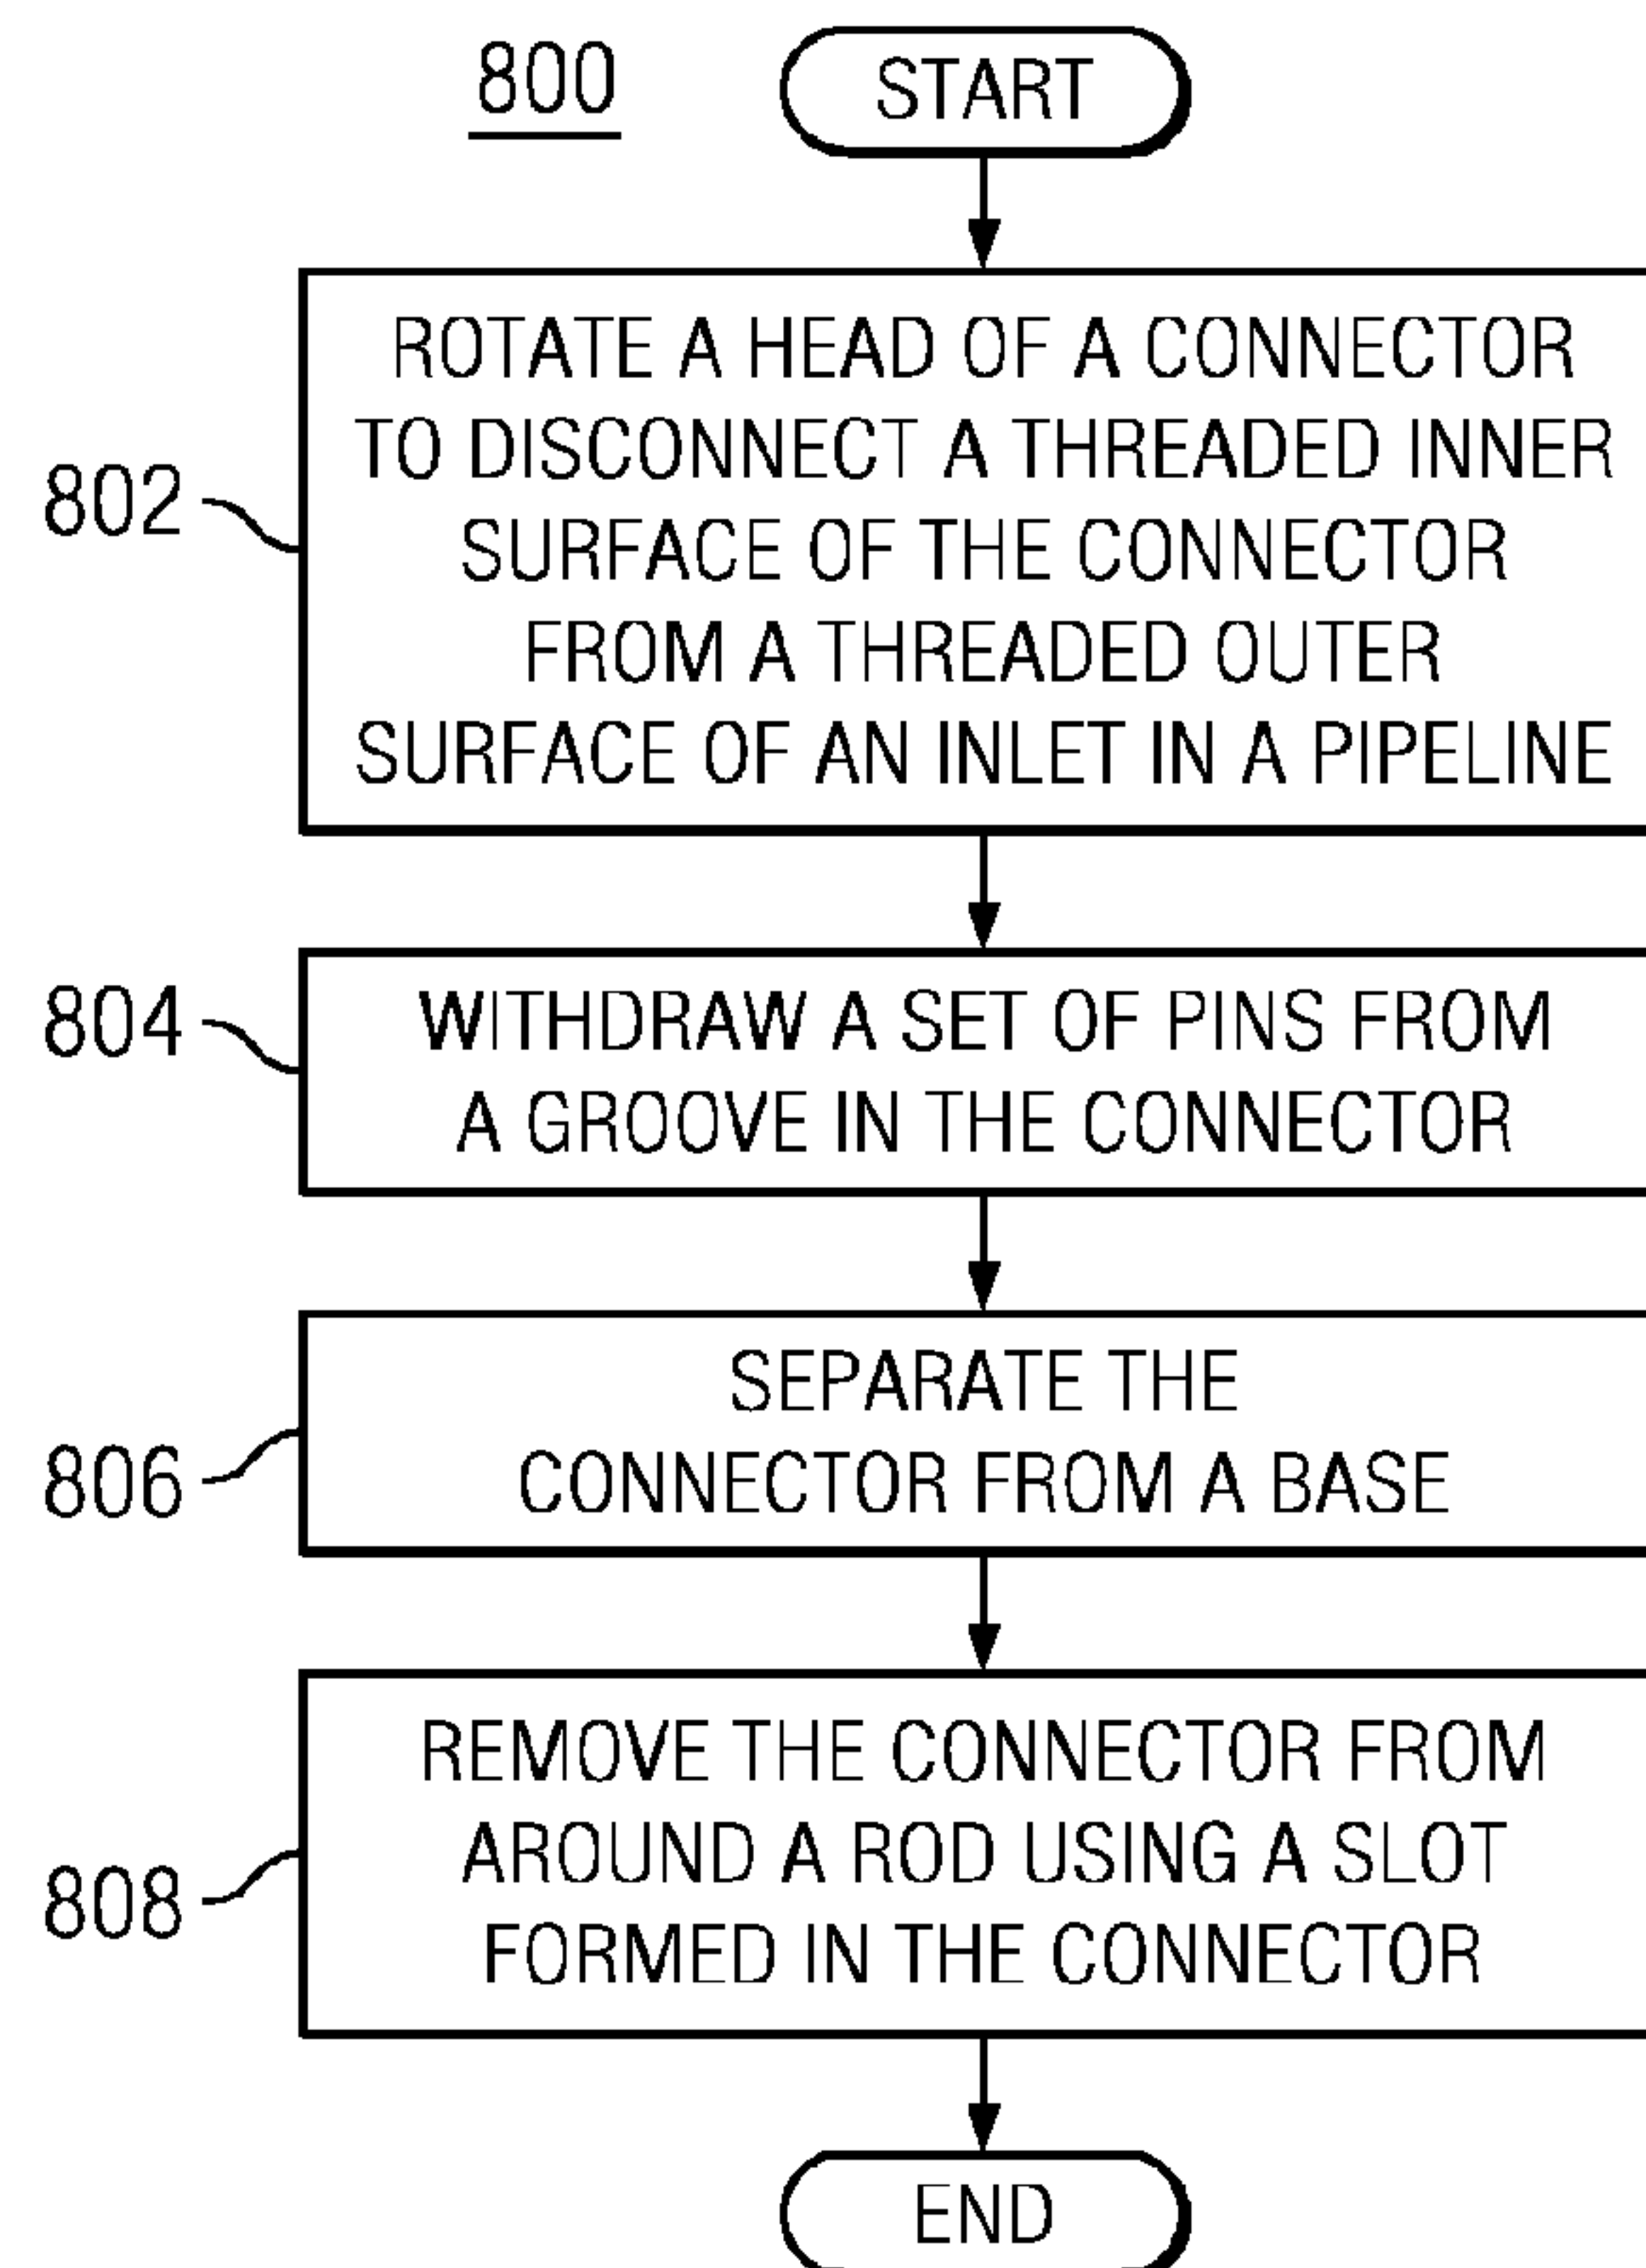 800
START
802
ROTATE A HEAD OF A CONNECTOR
TO DISCONNECT A THREADED INNER
SURFACE OF THE CONNECTOR
FROM A THREADED OUTER
SURFACE OF AN INLET IN A PIPELINE
804
WITHDRAW A SET OF PINS FROM
A GROOVE IN THE CONNECTOR
806
SEPARATE THE
CONNECTOR FROM A BASE
808
REMOVE THE CONNECTOR FROM
AROUND A ROD USING A SLOT
FORMED IN THE CONNECTOR
END